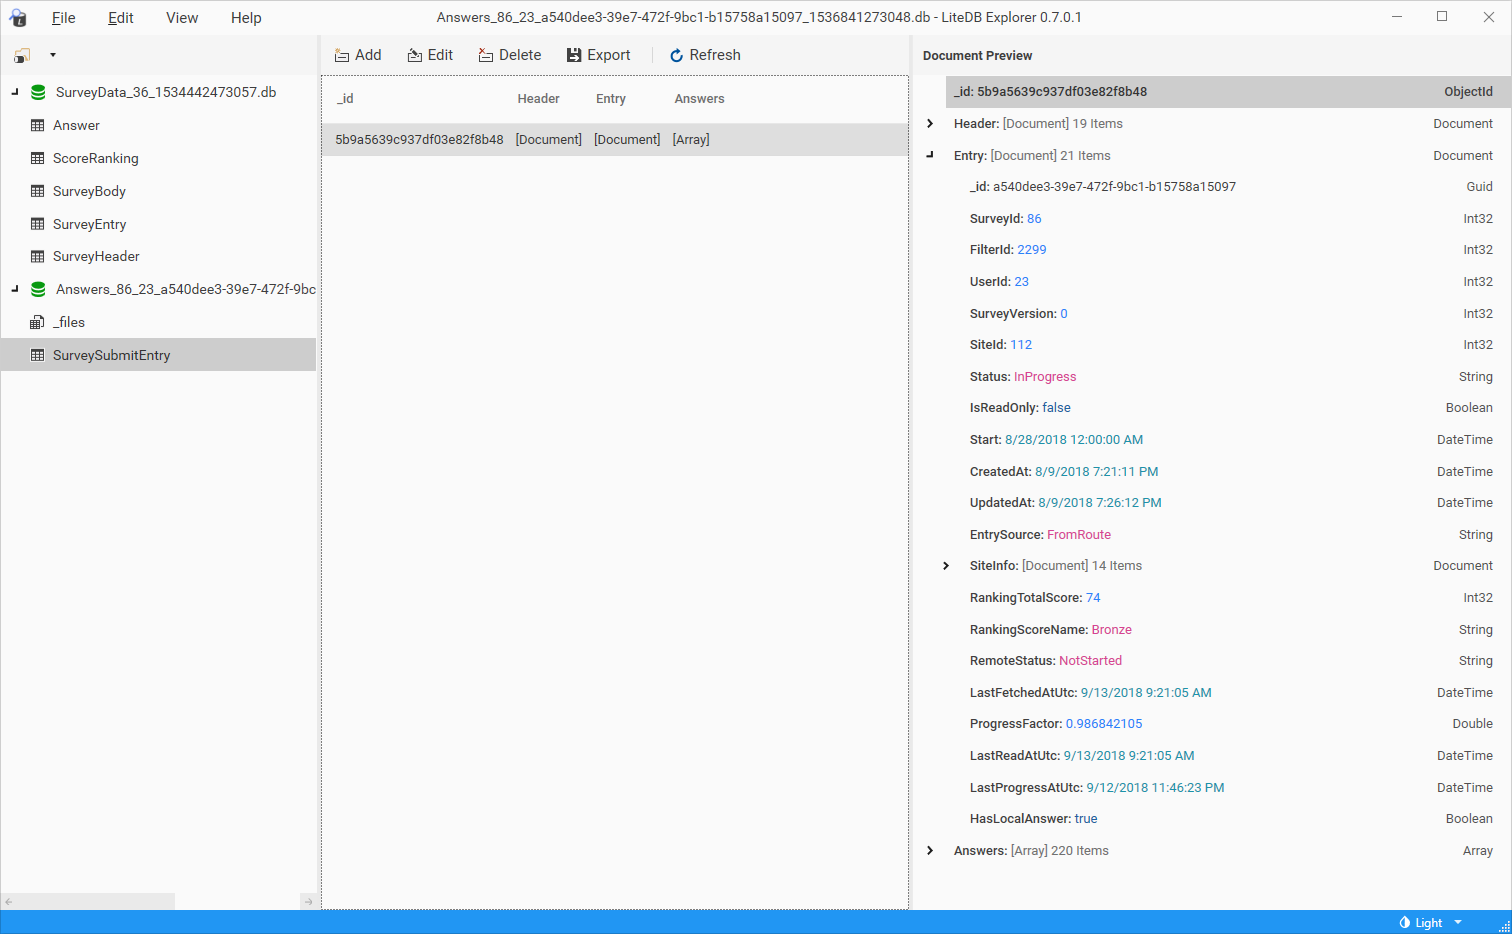 File Edit View Help Answers_86_23_a540dee3-39e7-472f-9bc1-b15758a15097_1536841273048.db - LiteDB Explorer 0.7.0.1
Add Edit Delete Export Refresh
SurveyData_36_1534442473057.db
Answer
ScoreRanking
SurveyBody
SurveyEntry
SurveyHeader
Answers_86_23_a540dee3-39e7-472f-9bc
_files
SurveySubmitEntry
_id Header Entry Answers
5b9a5639c937df03e82f8b48 [Document] [Document] [Array]
Document Preview
_id: 5b9a5639c937df03e82f8b48 ObjectId
Header: [Document] 19 Items Document
Entry: [Document] 21 Items Document
_id: a540dee3-39e7-472f-9bc1-b15758a15097 Guid
SurveyId: 86 Int32
FilterId: 2299 Int32
UserId: 23 Int32
SurveyVersion: 0 Int32
SiteId: 112 Int32
Status: InProgress String
IsReadOnly: false Boolean
Start: 8/28/2018 12:00:00 AM DateTime
CreatedAt: 8/9/2018 7:21:11 PM DateTime
UpdatedAt: 8/9/2018 7:26:12 PM DateTime
EntrySource: FromRoute String
SiteInfo: [Document] 14 Items Document
RankingTotalScore: 74 Int32
RankingScoreName: Bronze String
RemoteStatus: NotStarted String
LastFetchedAtUtc: 9/13/2018 9:21:05 AM DateTime
ProgressFactor: 0.986842105 Double
LastReadAtUtc: 9/13/2018 9:21:05 AM DateTime
LastProgressAtUtc: 9/12/2018 11:46:23 PM DateTime
HasLocalAnswer: true Boolean
Answers: [Array] 220 Items Array
Light